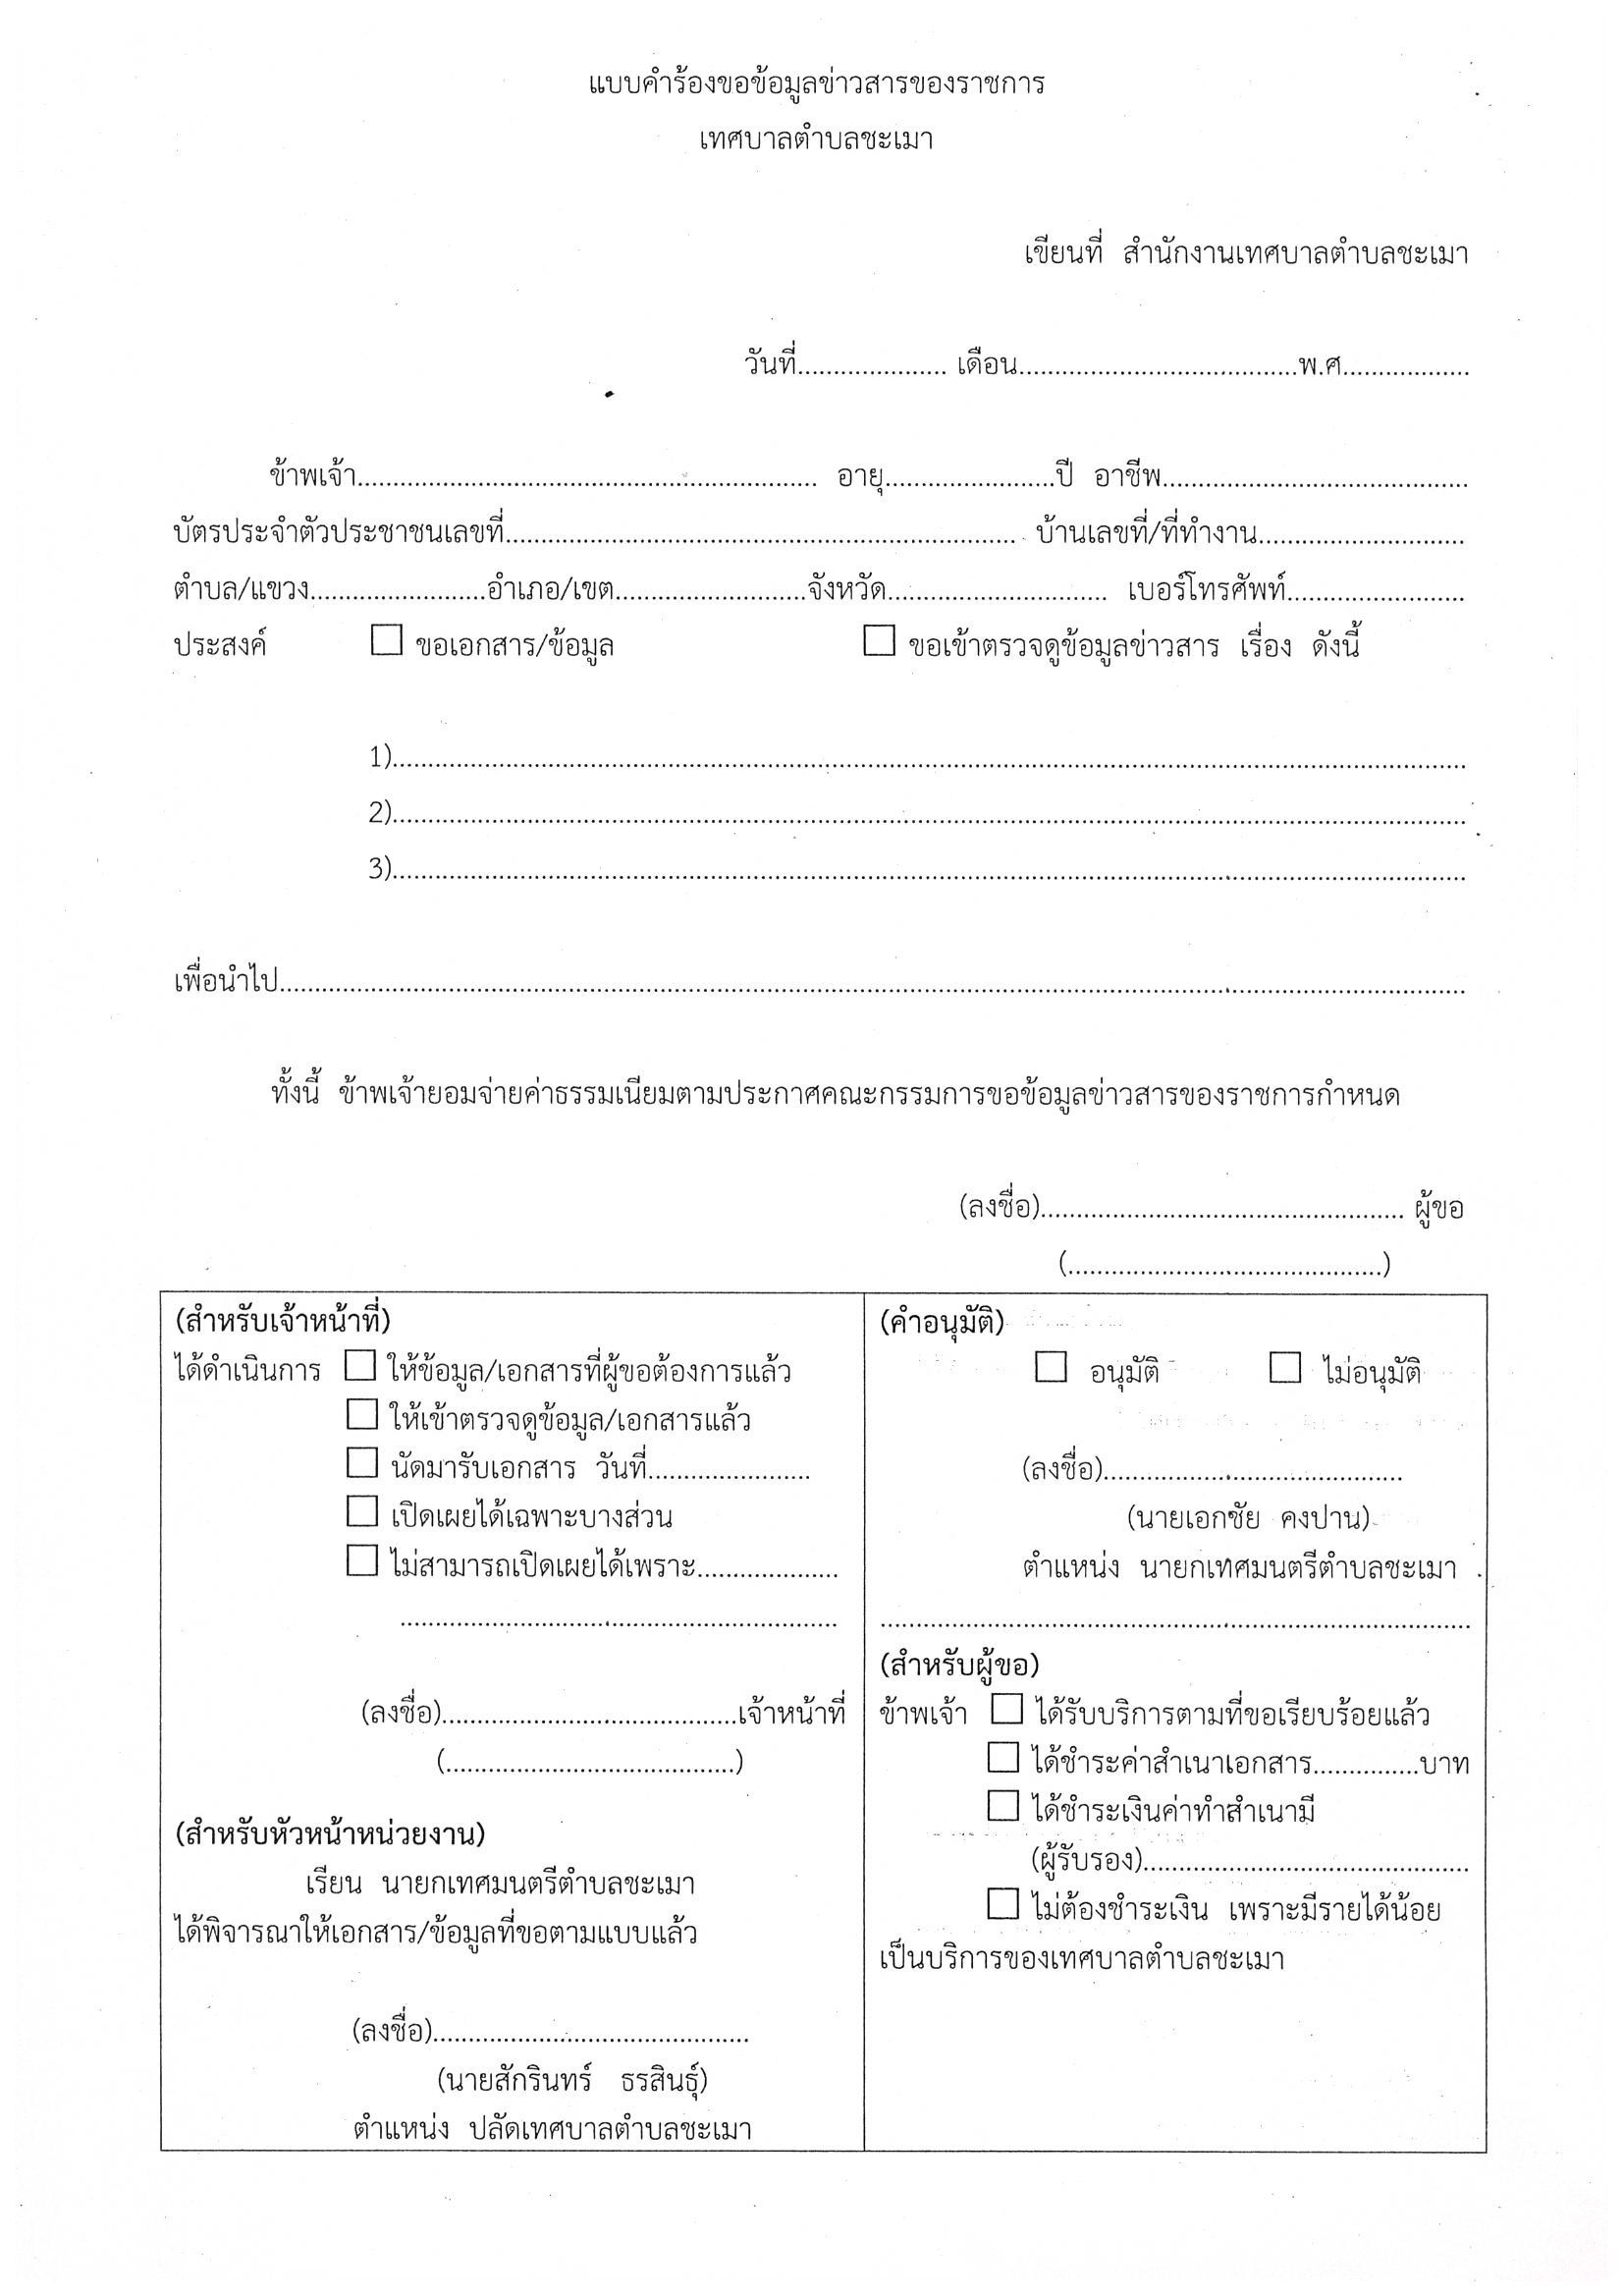 แบบคำร้องขอข้อมูลข่าวสารของราชการ
เทศบาลตำบลชะเมา
เขียนที่ สำนักงานเทศบาลตำบลชะเมา
วันที่..................... เดือน........................................พ.ศ..................
ข้าพเจ้า................................................................. อายุ........................ปี อาชีพ...........................................
บัตรประจำตัวประชาชนเลขที่........................................................................ บ้านเลขที่/ที่ทำงาน.............................
ตำบล/แขวง.........................อำเภอ/เขต...........................จังหวัด............................... เบอร์โทรศัพท์.........................
ประสงค์ ☐ ขอเอกสาร/ข้อมูล ☐ ขอเข้าตรวจดูข้อมูลข่าวสาร เรื่อง ดังนี้
1)........................................................................................................................
2)........................................................................................................................
3)........................................................................................................................
เพื่อนำไป........................................................................................................................
ทั้งนี้ ข้าพเจ้ายอมจ่ายค่าธรรมเนียมตามประกาศคณะกรรมการขอข้อมูลข่าวสารของราชการกำหนด
(ลงชื่อ)................................................... ผู้ขอ
(.............................................)
(สำหรับเจ้าหน้าที่)
ได้ดำเนินการ ☐ ให้ข้อมูล/เอกสารที่ผู้ขอต้องการแล้ว
☐ ให้เข้าตรวจดูข้อมูล/เอกสารแล้ว
☐ นัดมารับเอกสาร วันที่.......................
☐ เปิดเผยได้เฉพาะบางส่วน
☐ ไม่สามารถเปิดเผยได้เพราะ....................
..............................................................
(ลงชื่อ)..........................................เจ้าหน้าที่
(.........................................)
(สำหรับหัวหน้าหน่วยงาน)
เรียน นายกเทศมนตรีตำบลชะเมา
ได้พิจารณาให้เอกสาร/ข้อมูลที่ขอตามแบบแล้ว
(ลงชื่อ).............................................
(นายสักรินทร์ ธรสินธุ์)
ตำแหน่ง ปลัดเทศบาลตำบลชะเมา
(คำอนุมัติ)
☐ อนุมัติ ☐ ไม่อนุมัติ
(ลงชื่อ)...........................................
(นายเอกชัย คงปาน)
ตำแหน่ง นายกเทศมนตรีตำบลชะเมา
....................................................................................
(สำหรับผู้ขอ)
ข้าพเจ้า ☐ ได้รับบริการตามที่ขอเรียบร้อยแล้ว
☐ ได้ชำระค่าสำเนาเอกสาร...............บาท
☐ ได้ชำระเงินค่าทำสำเนามี
(ผู้รับรอง)..............................................
☐ ไม่ต้องชำระเงิน เพราะมีรายได้น้อย
เป็นบริการของเทศบาลตำบลชะเมา